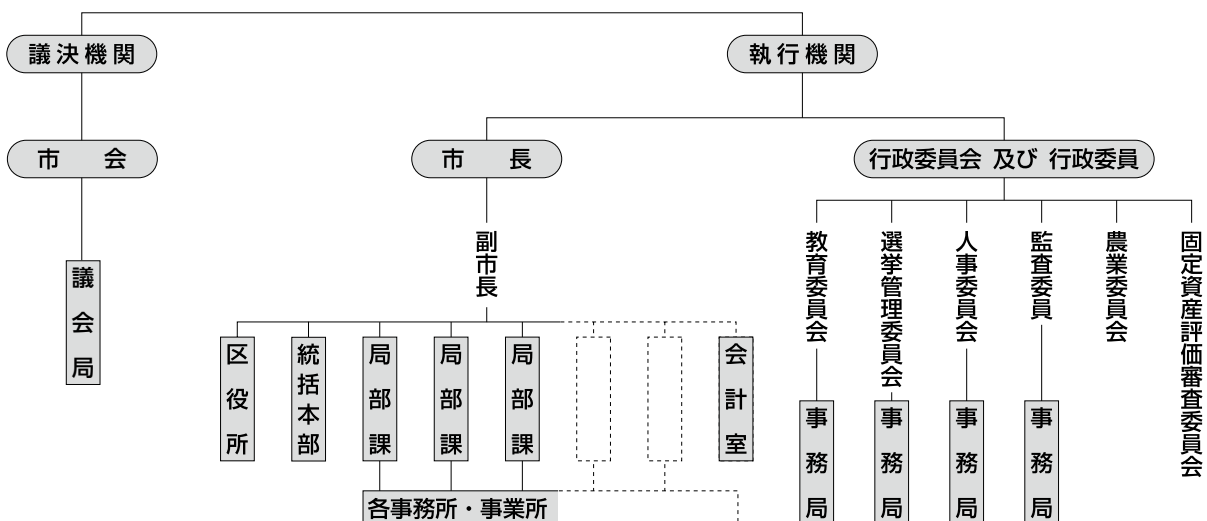 議決機関
執行機関
市会
市長
行政委員会 及び 行政委員
議会局
副市長
区役所
統括本部
局部課
局部課
局部課
会計室
各事務所・事業所
教育委員会
選挙管理委員会
人事委員会
監査委員
農業委員会
固定資産評価審査委員会
事務局
事務局
事務局
事務局